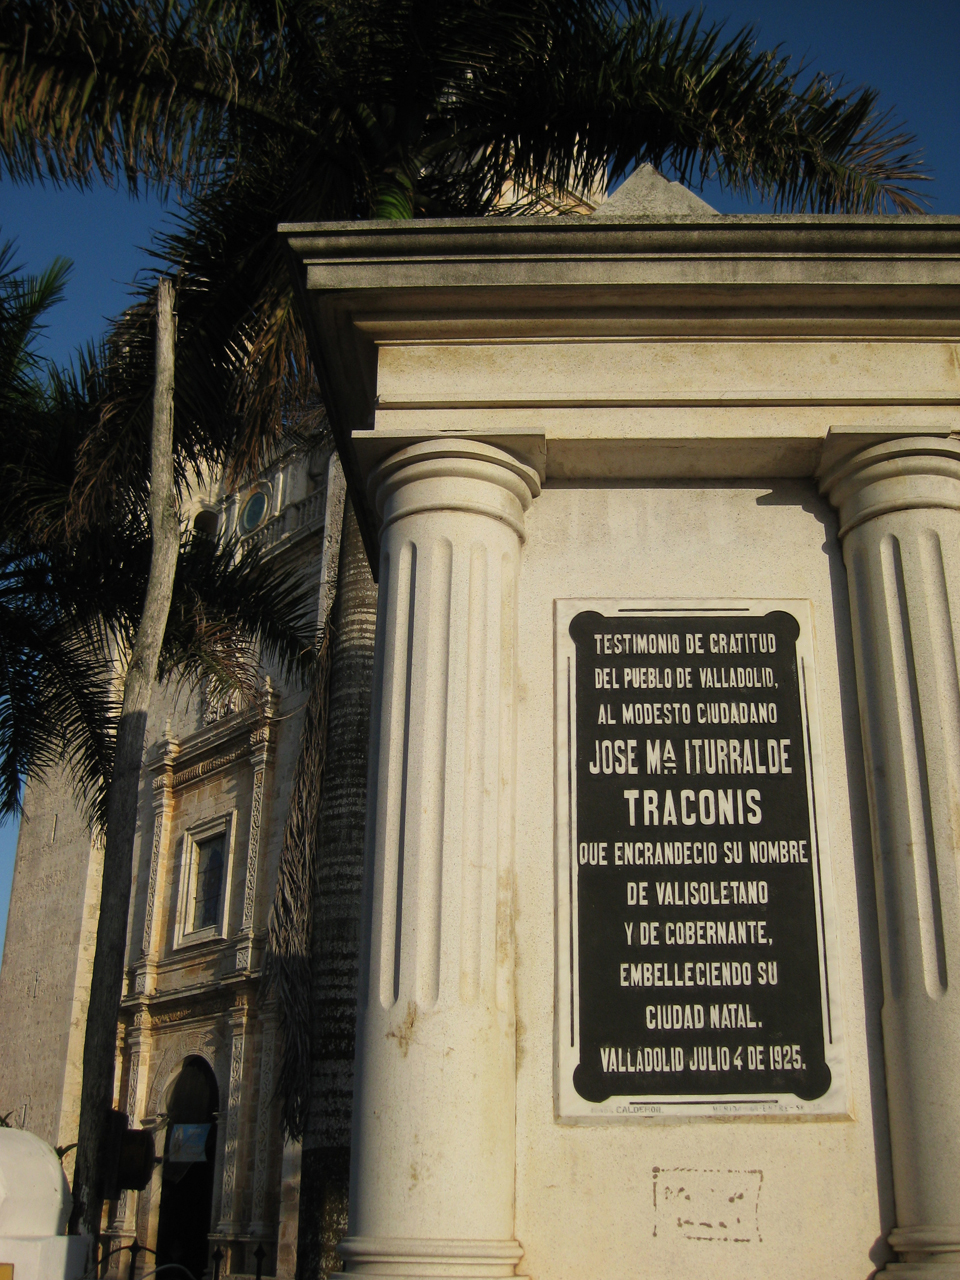 TESTIMONIO DE GRATITUD
DEL PUEBLO DE VALLADOLID,
AL MODESTO CIUDADANO
JOSE Mª ITURRALDE
TRACONIS
QUE ENGRANDECIO SU NOMBRE
DE VALISOLETANO
Y DE GOBERNANTE,
EMBELLECIENDO SU
CIUDAD NATAL.
VALLADOLID JULIO 4 DE 1925.
CALDERON.